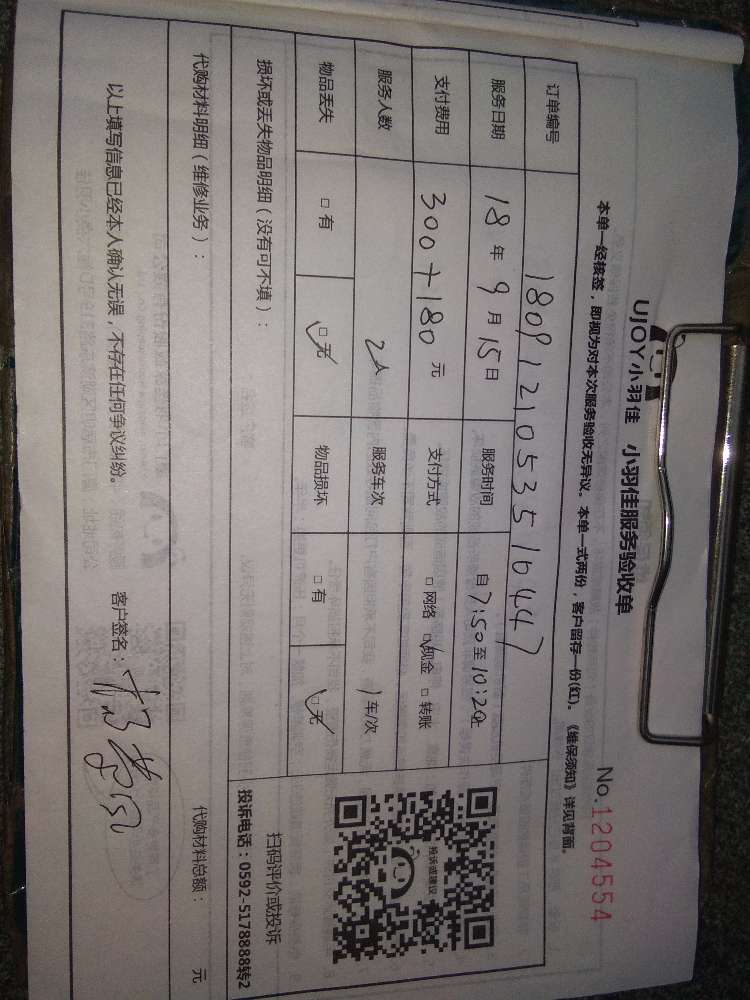 UJOY小羽佳 小羽佳服务验收单
No.1204554
本单一经核签，即视为对本次服务验收无异议。本单一式两份，客户留存一份(红)。《维保须知》详见背面。
订单编号 1809121053516447
服务日期 18年9月15日 服务时间 自7:50至10:20止
支付费用 300+180元 支付方式 □网络 ☑现金 □转账
服务人数 2人 服务车次 1车/次
物品丢失 □有 ☑无 物品损坏 □有 ☑无
损坏或丢失物品明细（没有可不填）：
投诉或建议
扫码评价或投诉
投诉电话：0592-5178888转2
代购材料明细（维修业务）： 代购材料总额： 元
以上填写信息已经本人确认无误，不存在任何争议纠纷。 客户签名：